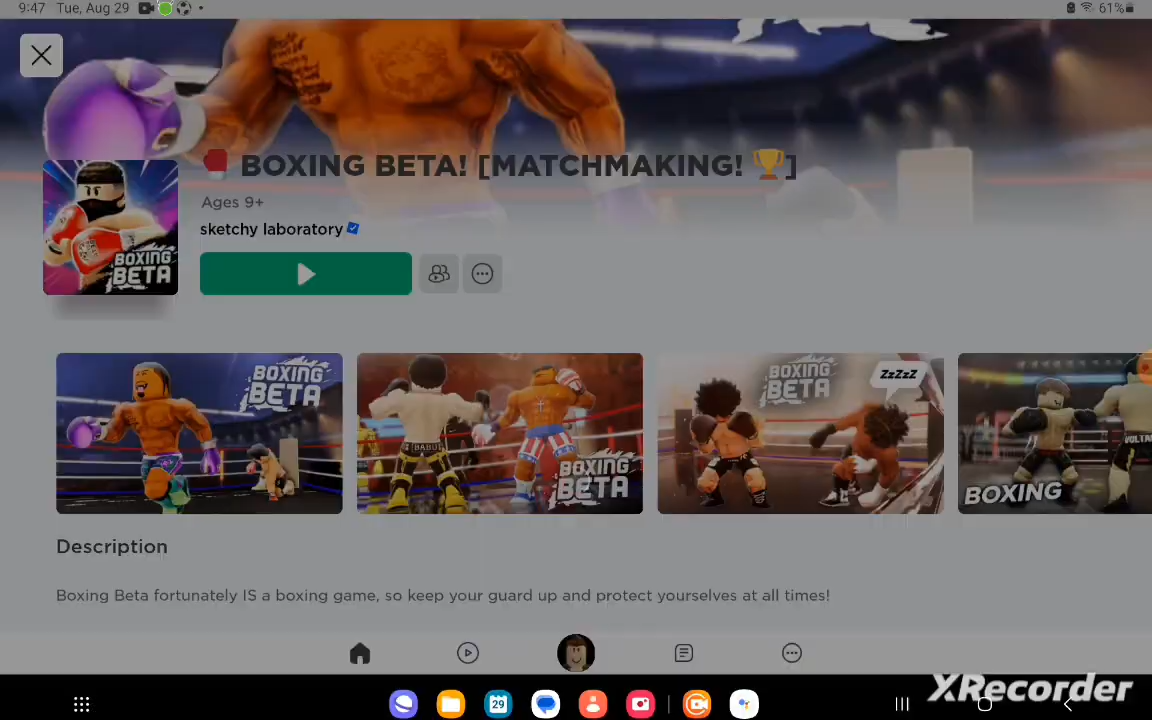 9:47 Tue, Aug 29
61%
BOXING BETA! [MATCHMAKING! 🏆]
Ages 9+
sketchy laboratory
BOXING
BETA
BOXING
BETA
BOXING
BETA
BOXING
BETA
ZzZzZ
BOXING
Description
Boxing Beta fortunately IS a boxing game, so keep your guard up and protect yourselves at all times!
29
XRecorder